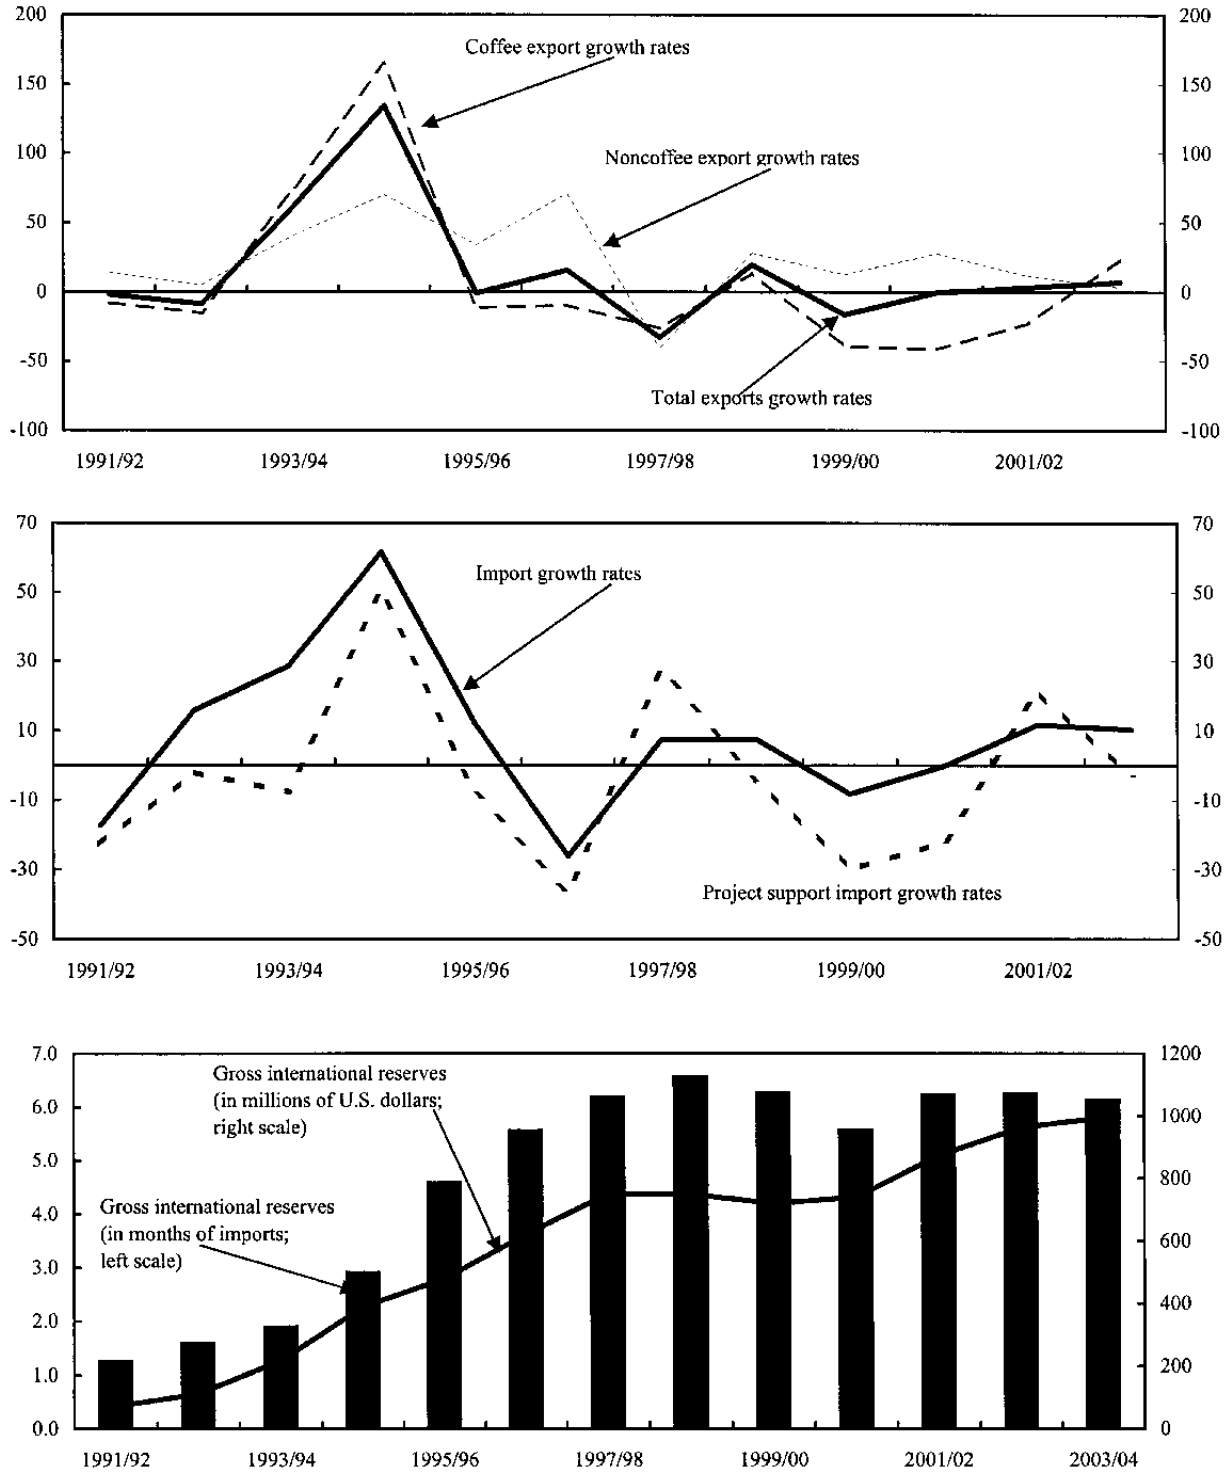 200 200
Coffee export growth rates
150 150
Noncoffee export growth rates
100 100
50 50
0 0
-50 -50
Total exports growth rates
-100 -100
1991/92 1993/94 1995/96 1997/98 1999/00 2001/02
70 70
Import growth rates
50 50
30 30
10 10
-10 -10
-30 -30
Project support import growth rates
-50 -50
1991/92 1993/94 1995/96 1997/98 1999/00 2001/02
7.0 1200
Gross international reserves
(in millions of U.S. dollars;
right scale)
6.0 1000
5.0 800
Gross international reserves
(in months of imports;
left scale)
4.0 600
3.0 400
2.0 200
1.0
0.0 0
1991/92 1993/94 1995/96 1997/98 1999/00 2001/02 2003/04